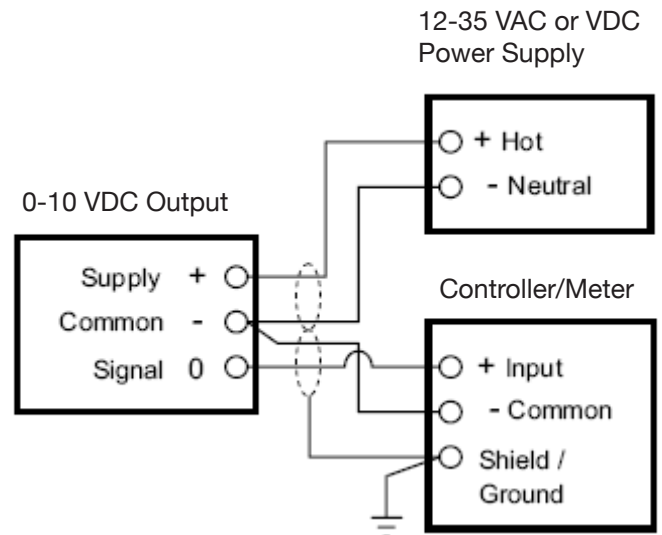 12-35 VAC or VDC
Power Supply
+ Hot
- Neutral
0-10 VDC Output
Supply +
Common -
Signal 0
Controller/Meter
+ Input
- Common
Shield /
Ground